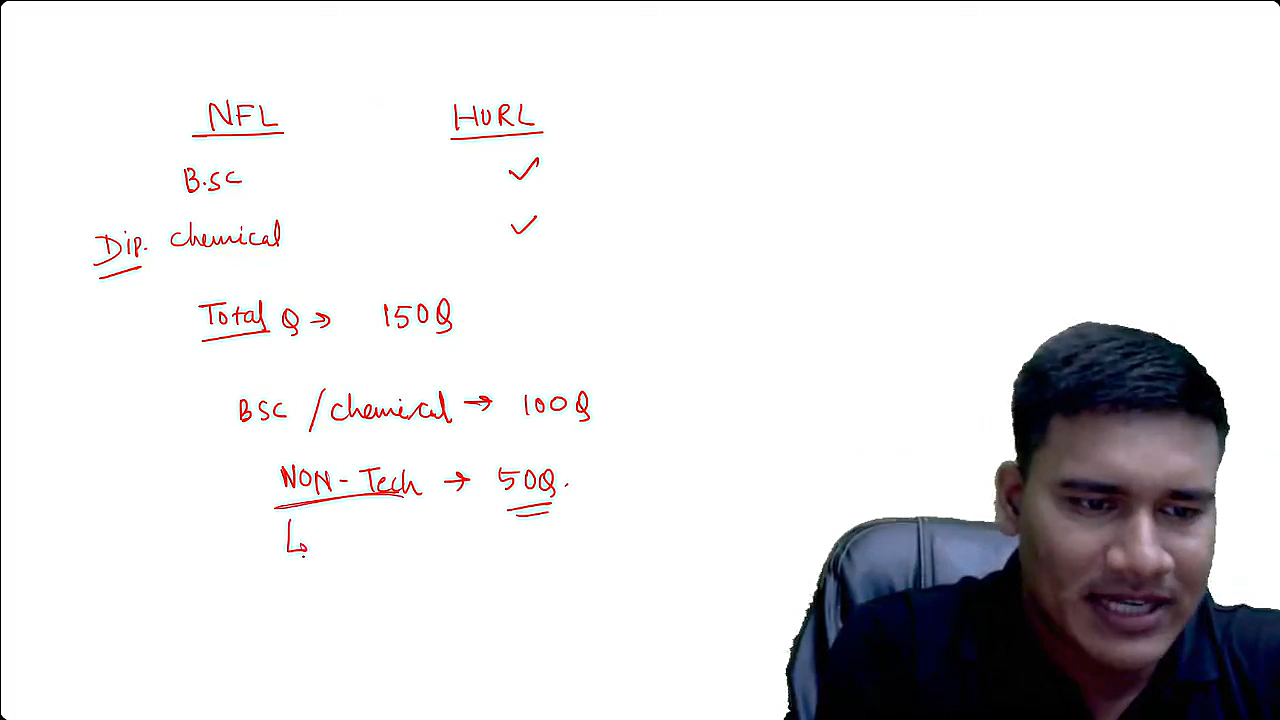 NFL HURL
B.SC ✓
Dip. chemical ✓
Total Q → 150Q
BSC / chemical → 100Q
NON-Tech → 50Q.